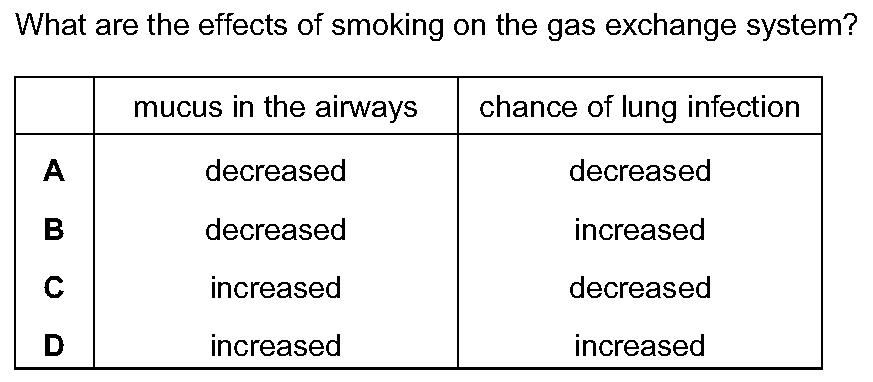 What are the effects of smoking on the gas exchange system?
mucus in the airways chance of lung infection
A decreased decreased
B decreased increased
C increased decreased
D increased increased